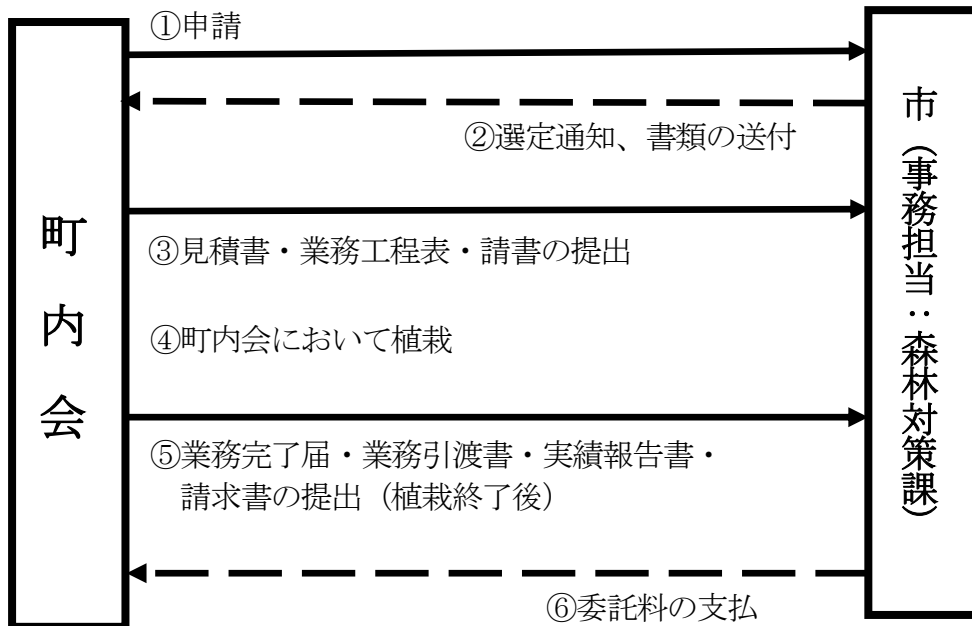 ①申請
②選定通知、書類の送付
③見積書・業務工程表・請書の提出
④町内会において植栽
⑤業務完了届・業務引渡書・実績報告書・
請求書の提出（植栽終了後）
⑥委託料の支払
町内会
市（事務担当：森林対策課）